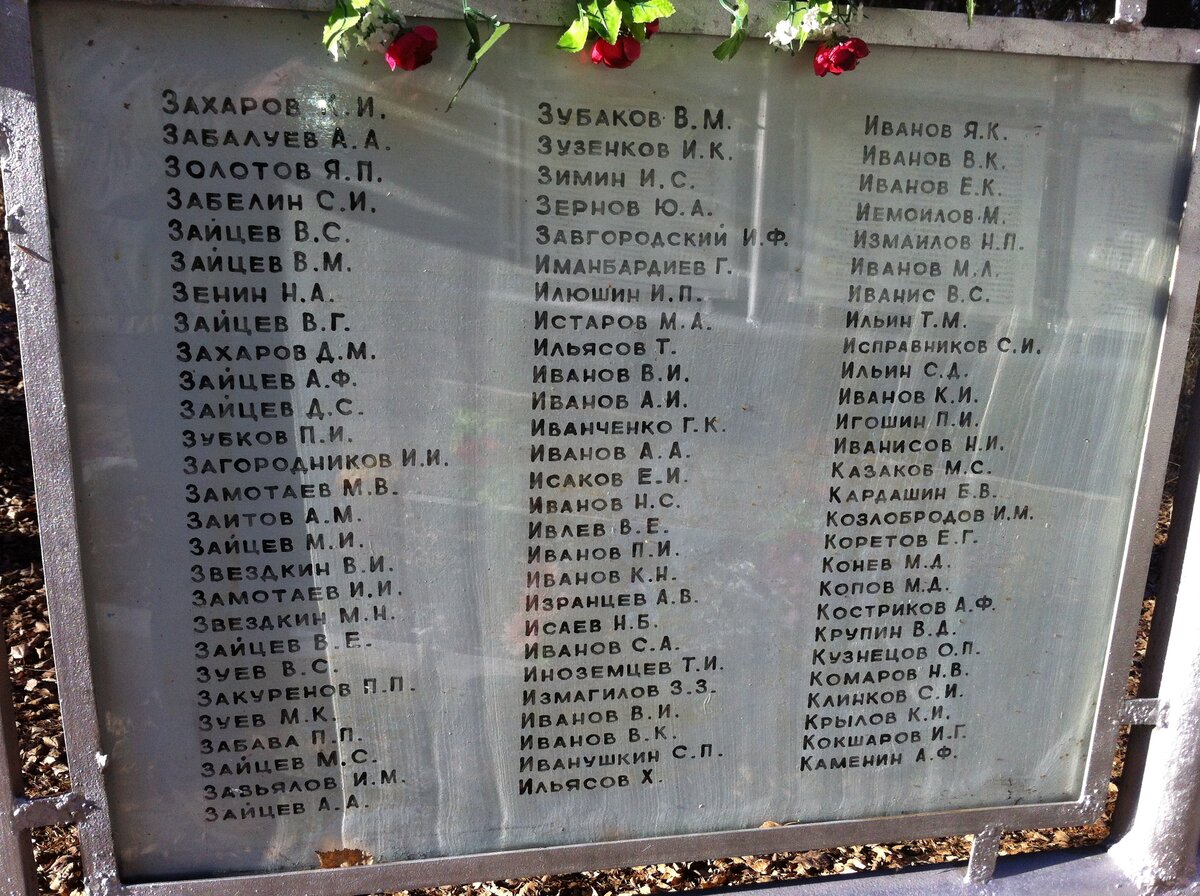 ЗАХАРОВ И.
ЗАБАЛУЕВ А.А.
ЗОЛОТОВ Я.П.
ЗАБЕЛИН С.И.
ЗАЙЦЕВ В.С.
ЗАЙЦЕВ В.М.
ЗЕНИН Н.А.
ЗАЙЦЕВ В.Г.
ЗАХАРОВ Д.М.
ЗАЙЦЕВ А.Ф.
ЗАЙЦЕВ Д.С.
ЗУБКОВ П.И.
ЗАГОРОДНИКОВ И.И.
ЗАМОТАЕВ М.В.
ЗАИТОВ А.М.
ЗАЙЦЕВ М.И.
ЗВЕЗДКИН В.И.
ЗАМОТАЕВ И.И.
ЗВЕЗДКИН М.Н.
ЗАЙЦЕВ В.Е.
ЗУЕВ В.С.
ЗАКУРЕНОВ П.П.
ЗУЕВ М.К.
ЗАБАВА П.П.
ЗАЙЦЕВ М.С.
ЗАВЬЯЛОВ И.М.
ЗАЙЦЕВ А.А.
ЗУБАКОВ В.М.
ЗУЗЕНКОВ И.К.
ЗИМИН И.С.
ЗЕРНОВ Ю.А.
ЗАВГОРОДСКИЙ И.Ф.
ИМАНБАРДИЕВ Г.
ИЛЮШИН И.П.
ИСТАРОВ М.А.
ИЛЬЯСОВ Т.
ИВАНОВ В.И.
ИВАНОВ А.И.
ИВАНЧЕНКО Г.К.
ИВАНОВ А.А.
ИСАКОВ Е.И.
ИВАНОВ Н.С.
ИВЛЕВ В.Е.
ИВАНОВ П.И.
ИВАНОВ К.Н.
ИЗРАНЦЕВ А.В.
ИСАЕВ Н.Б.
ИВАНОВ С.А.
ИНОЗЕМЦЕВ Т.И.
ИЗМАГИЛОВ З.З.
ИВАНОВ В.И.
ИВАНОВ В.К.
ИВАНУШКИН С.П.
ИЛЬЯСОВ Х.
ИВАНОВ Я.К.
ИВАНОВ В.К.
ИВАНОВ Е.К.
ИЕМОИЛОВ М.
ИЗМАИЛОВ Н.П.
ИВАНОВ М.Л.
ИВАНИС В.С.
ИЛЬИН Т.М.
ИСПРАВНИКОВ С.И.
ИЛЬИН С.Д.
ИВАНОВ К.И.
ИГОШИН П.И.
ИВАНИСОВ Н.И.
КАЗАКОВ М.С.
КАРДАШИН Б.В.
КОЗЛОБРОДОВ И.М.
КОРЕТОВ Е.Г.
КОНЕВ М.Д.
КОПОВ М.Д.
КОСТРИКОВ А.Ф.
КРУПИН В.Д.
КУЗНЕЦОВ О.П.
КОМАРОВ Н.В.
КЛИНКОВ С.И.
КРЫЛОВ К.И.
КОКШАРОВ И.Г.
КАМЕНИН А.Ф.